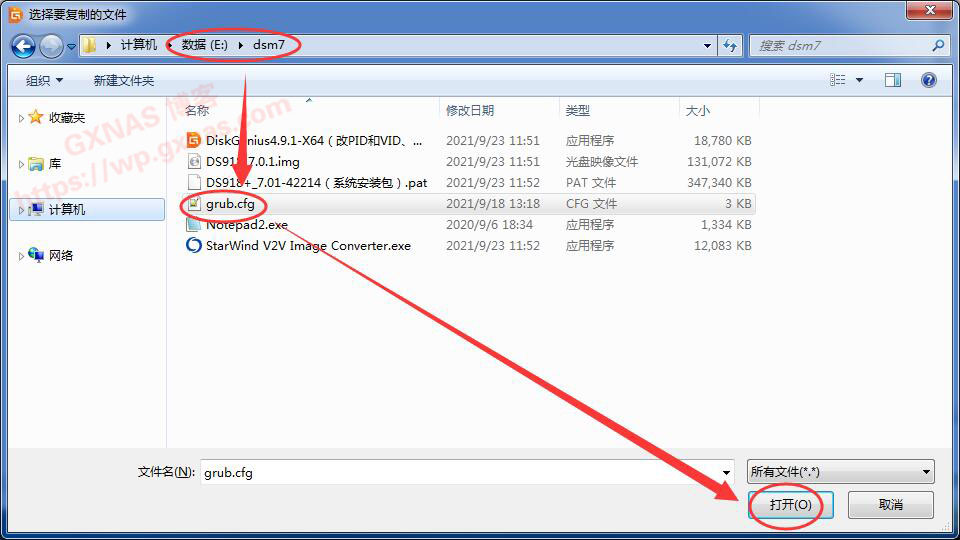 选择要复制的文件
计算机 数据 (E:) dsm7
搜索 dsm7
组织 新建文件夹
GXNAS 博客
https://wp.gxnas.com
收藏夹
库
计算机
网络
名称 修改日期 类型 大小
DiskGenius4.9.1-X64（改PID和VID、... 2021/9/23 11:51 应用程序 18,780 KB
7.0.1.img 2021/9/23 11:51 光盘映像文件 131,072 KB
DS918+_7.01-42214（系统安装包）.pat 2021/9/23 11:52 PAT 文件 347,340 KB
grub.cfg 2021/9/18 13:18 CFG 文件 3 KB
Notepad2.exe 2020/9/6 18:34 应用程序 1,334 KB
StarWind V2V Image Converter.exe 2021/9/23 11:52 应用程序 12,083 KB
文件名(N): grub.cfg 所有文件(*.*)
打开(O) 取消